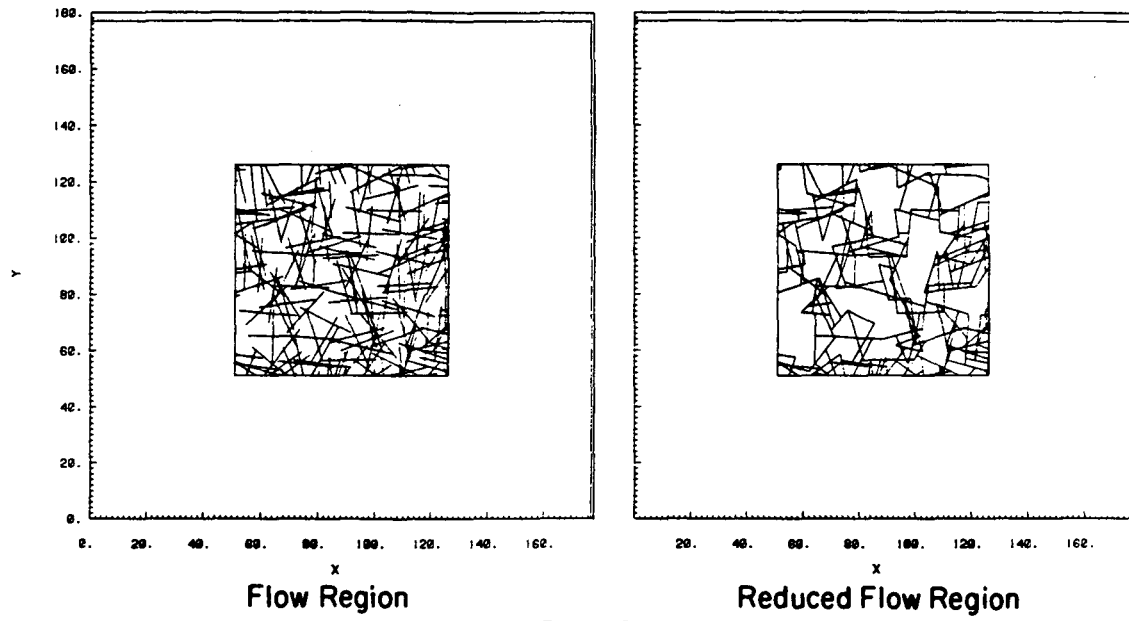 180.
160.
140.
120.
100.
80.
60.
40.
20.
0.
Y
0. 20. 40. 60. 80. 100. 120. 140. 160.
X
Flow Region
20. 40. 60. 80. 100. 120. 140. 160.
X
Reduced Flow Region